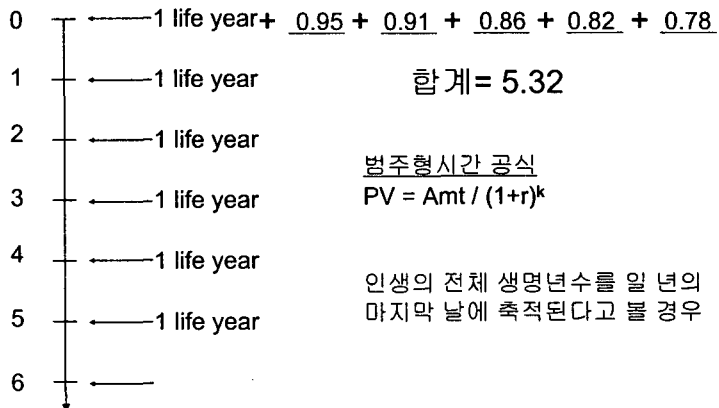 0 1 life year+ 0.95 + 0.91 + 0.86 + 0.82 + 0.78
1 1 life year
합계= 5.32
2 1 life year
범주형시간 공식
3 1 life year
PV = Amt / (1+r)ᵏ
4 1 life year
인생의 전체 생명년수를 일 년의
5 1 life year
마지막 날에 축적된다고 볼 경우
6